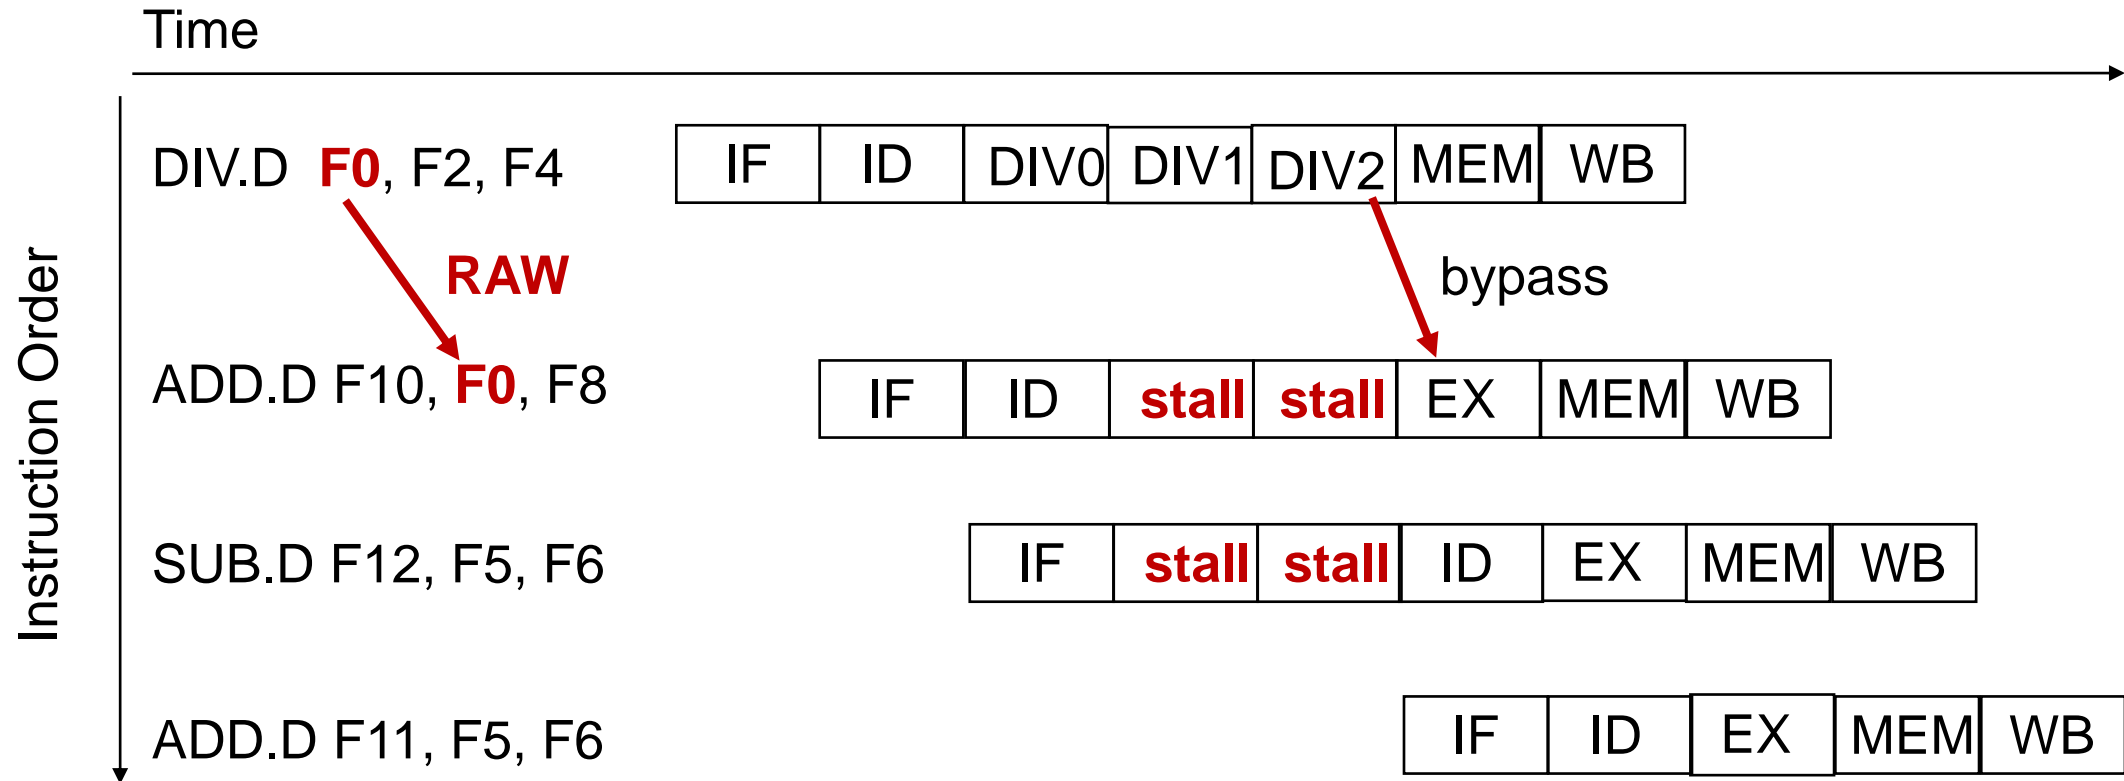 Time
Instruction Order
DIV.D F0, F2, F4 IF ID DIV0 DIV1 DIV2 MEM WB
RAW bypass
ADD.D F10, F0, F8 IF ID stall stall EX MEM WB
SUB.D F12, F5, F6 IF stall stall ID EX MEM WB
ADD.D F11, F5, F6 IF ID EX MEM WB